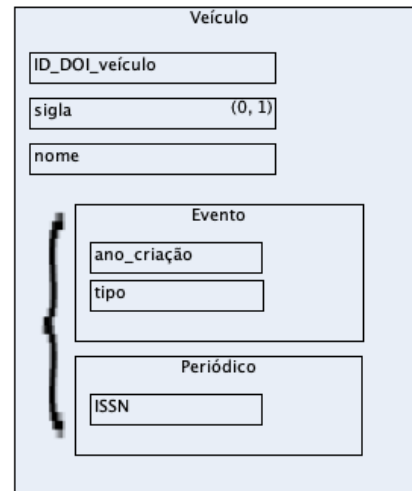 Veículo
ID_DOI_veículo
sigla (0, 1)
nome
Evento
ano_criação
tipo
Periódico
ISSN